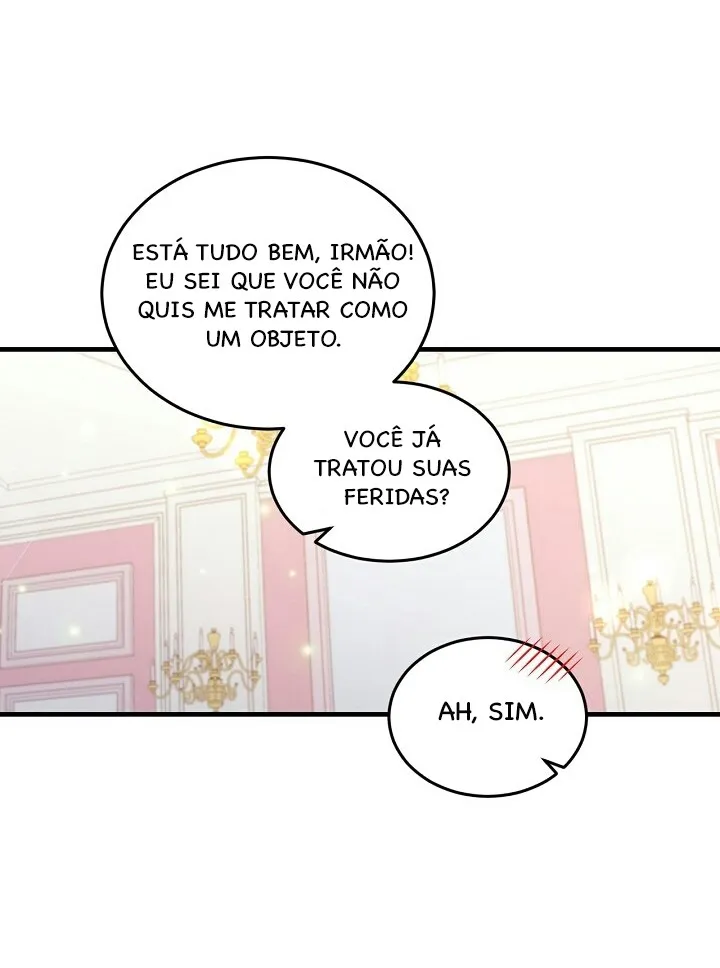 ESTÁ TUDO BEM, IRMÃO!
EU SEI QUE VOCÊ NÃO
QUIS ME TRATAR COMO
UM OBJETO.
VOCÊ JÁ
TRATOU SUAS
FERIDAS?
AH, SIM.